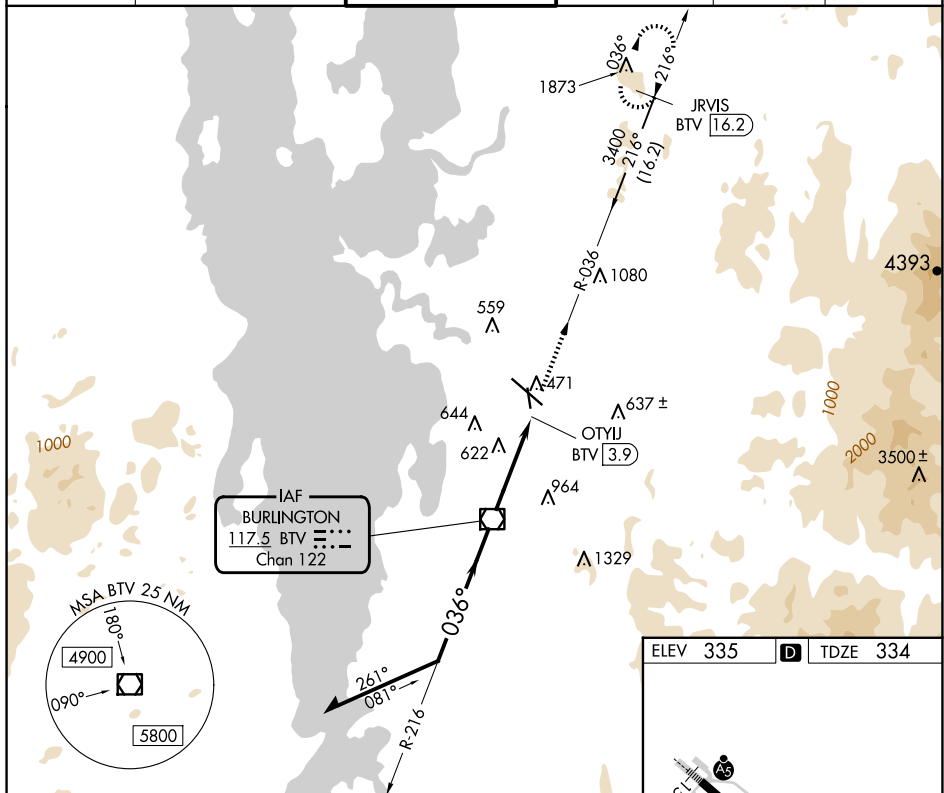 036°
216°
1873
JRVIS
BTV 16.2
3400
216°
(16.2)
R-036
1080
4393
559
471
637 ±
644
622
OTYIJ
BTV 3.9
964
1000
1000
2000
3500 ±
IAF
BURLINGTON
117.5 BTV
Chan 122
1329
036°
261°
081°
R-216
MSA BTV 25 NM
180°
4900
090°
5800
ELEV 335 D TDZE 334
A5